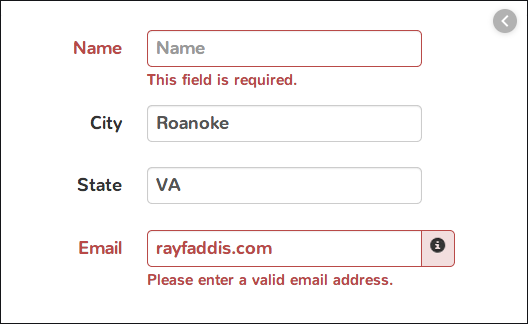 Name Name
This field is required.
City Roanoke
State VA
Email rayfaddis.com
Please enter a valid email address.